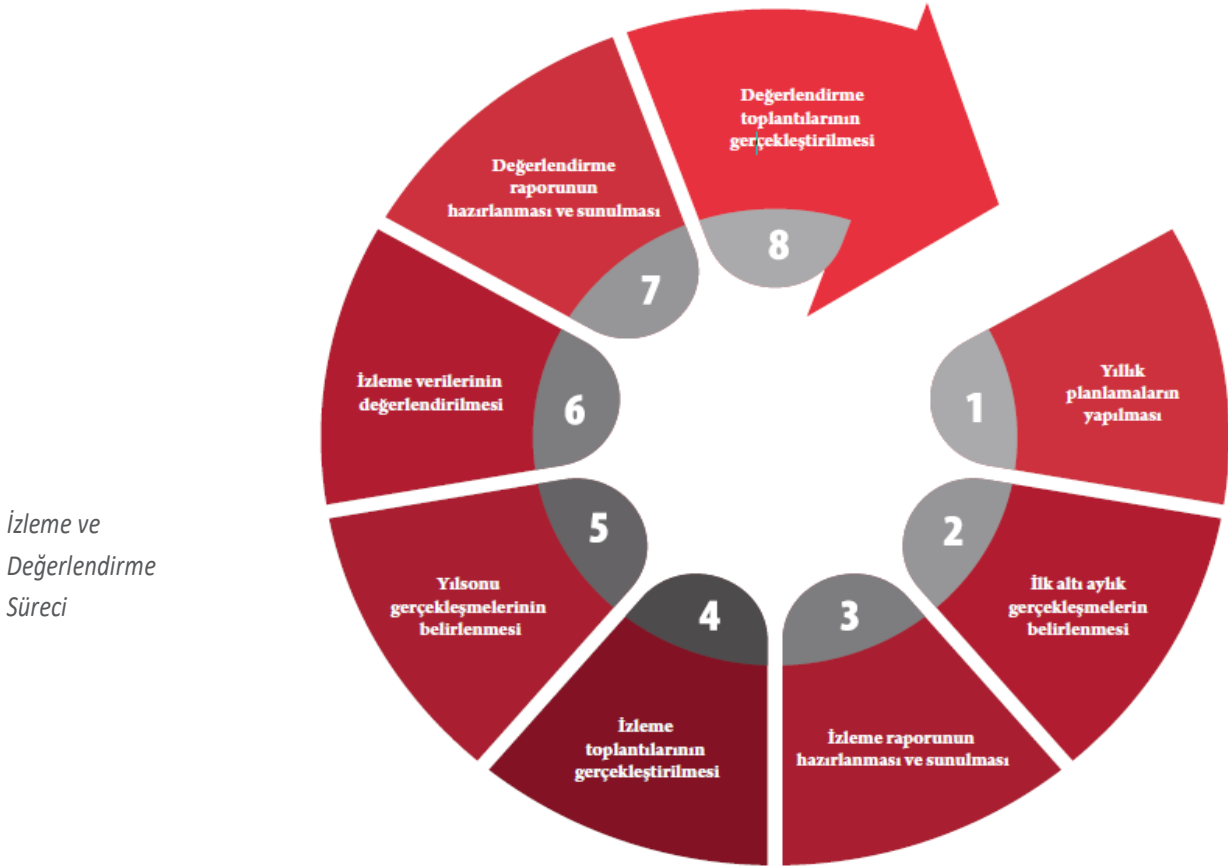 İzleme ve
Değerlendirme
Süreci
1
Yıllık
planlamaların
yapılması
2
İlk altı aylık
gerçekleşmelerin
belirlenmesi
3
İzleme raporunun
hazırlanması ve sunulması
4
İzleme
toplantılarının
gerçekleştirilmesi
5
Yılsonu
gerçekleşmelerinin
belirlenmesi
6
İzleme verilerinin
değerlendirilmesi
7
Değerlendirme
raporunun
hazırlanması ve sunulması
8
Değerlendirme
toplantılarının
gerçekleştirilmesi